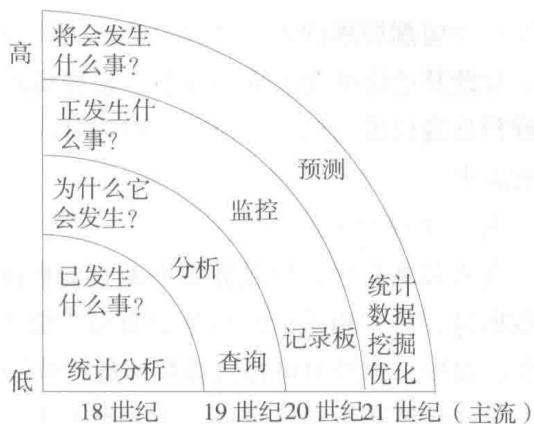 高
将会发生
什么事?
正发生什
么事?
预测
为什么它
会发生?
监控
分析
已发生
什么事?
统计
数据
挖掘
优化
记录板
查询
统计分析
低
18 世纪
19 世纪
20 世纪
21 世纪（主流）